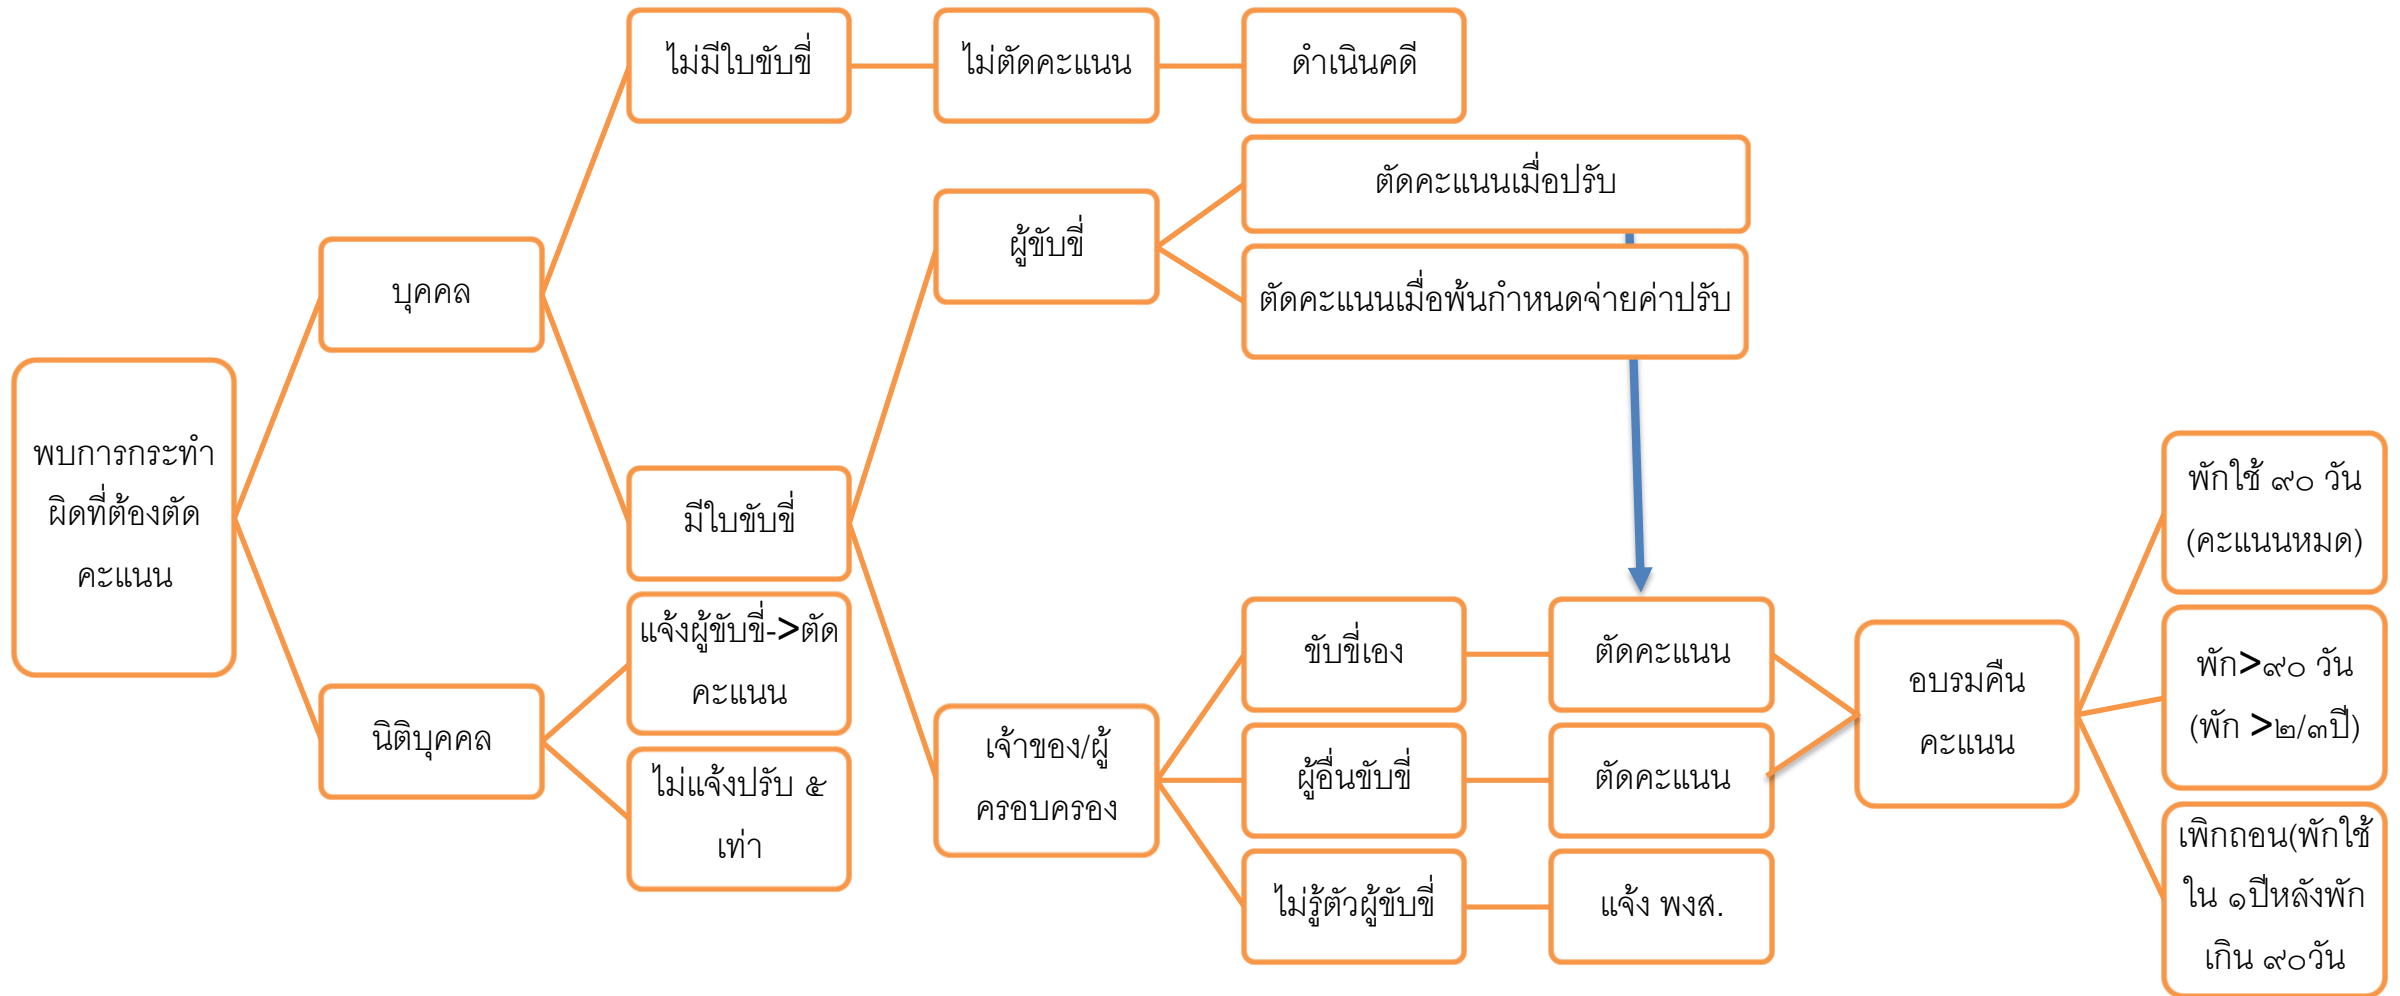 พบการกระทำ
ผิดที่ต้องตัด
คะแนน
บุคคล
นิติบุคคล
ไม่มีใบขับขี่
ไม่ตัดคะแนน
ดำเนินคดี
มีใบขับขี่
แจ้งผู้ขับขี่->ตัด
คะแนน
ไม่แจ้งปรับ ๕
เท่า
ผู้ขับขี่
ตัดคะแนนเมื่อปรับ
ตัดคะแนนเมื่อพ้นกำหนดจ่ายค่าปรับ
เจ้าของ/ผู้
ครอบครอง
ขับขี่เอง
ตัดคะแนน
ผู้อื่นขับขี่
ตัดคะแนน
ไม่รู้ตัวผู้ขับขี่
แจ้ง พงส.
อบรมคืน
คะแนน
พักใช้ ๙๐ วัน
(คะแนนหมด)
พัก>๙๐ วัน
(พัก >๒/๓ปี)
เพิกถอน(พักใช้
ใน ๑ปีหลังพัก
เกิน ๙๐วัน